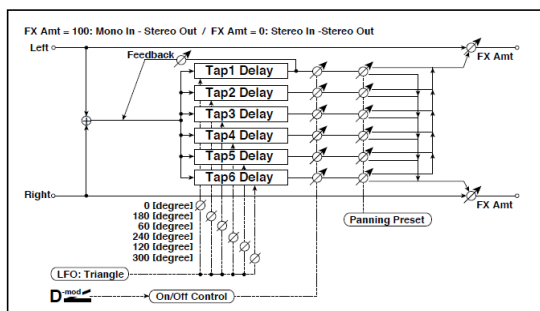 FX Amt = 100: Mono In - Stereo Out / FX Amt = 0: Stereo In -Stereo Out
Left
FX Amt
Feedback
Tap1 Delay
Tap2 Delay
Tap3 Delay
Tap4 Delay
Tap5 Delay
Tap6 Delay
Right
FX Amt
0 [degree]
180 [degree]
60 [degree]
240 [degree]
120 [degree]
300 [degree]
Panning Preset
LFO: Triangle
D-mod
On/Off Control